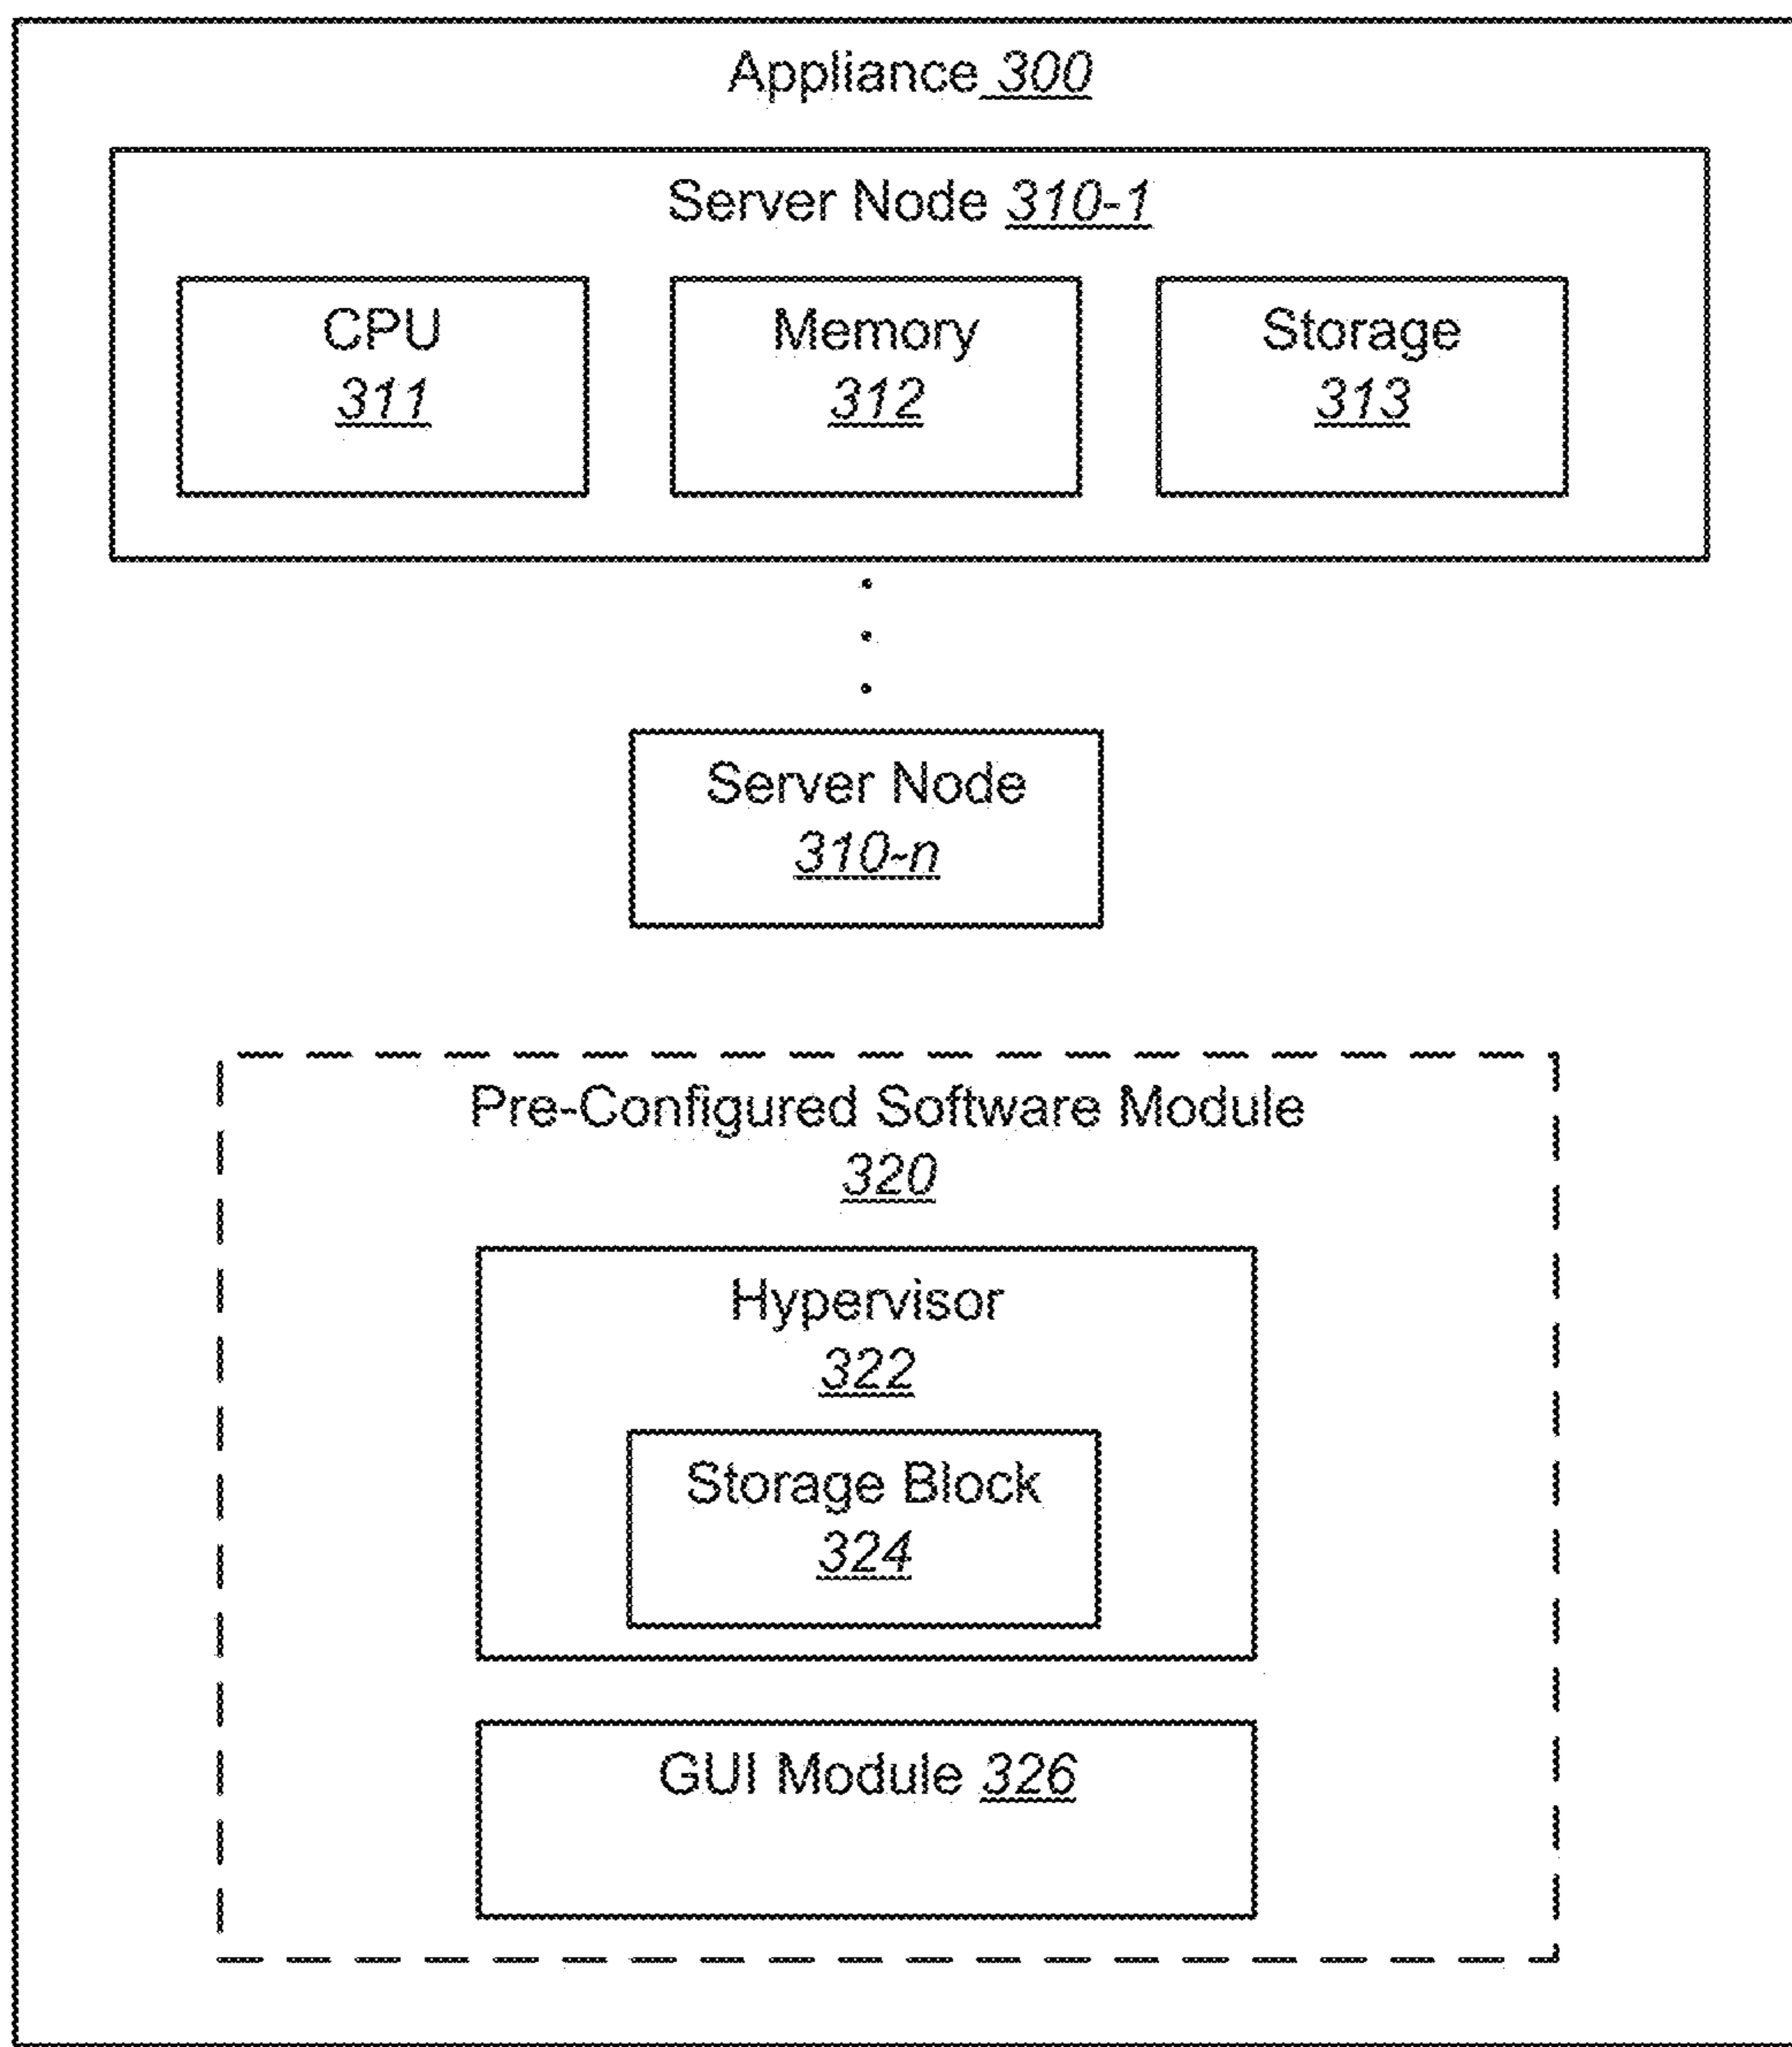 Appliance 300
Server Node 310-1
CPU
311
Memory
312
Storage
313
Server Node
310-n
Pre-Configured Software Module
320
Hypervisor
322
Storage Block
324
GUI Module 326